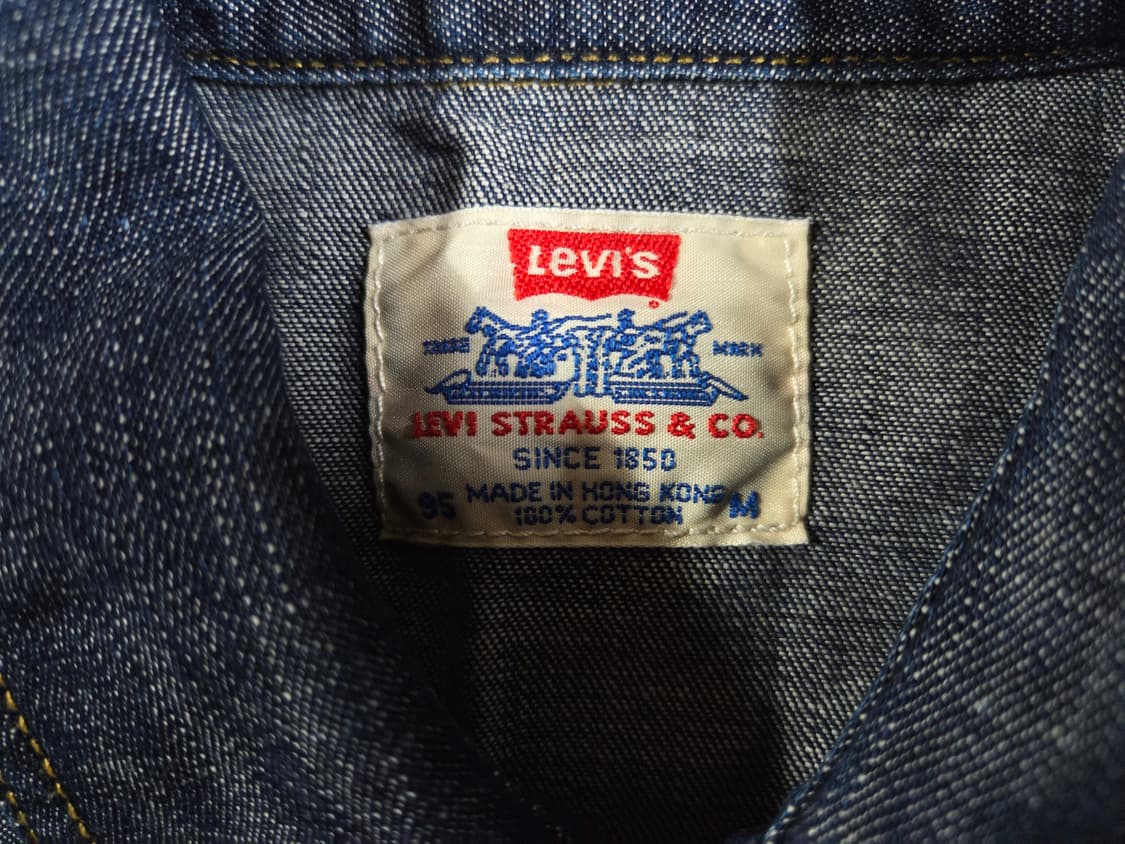 Levi's
®
TRADE MARK
LEVI STRAUSS & CO.
SINCE 1850
95 MADE IN HONG KONG M
100% COTTON